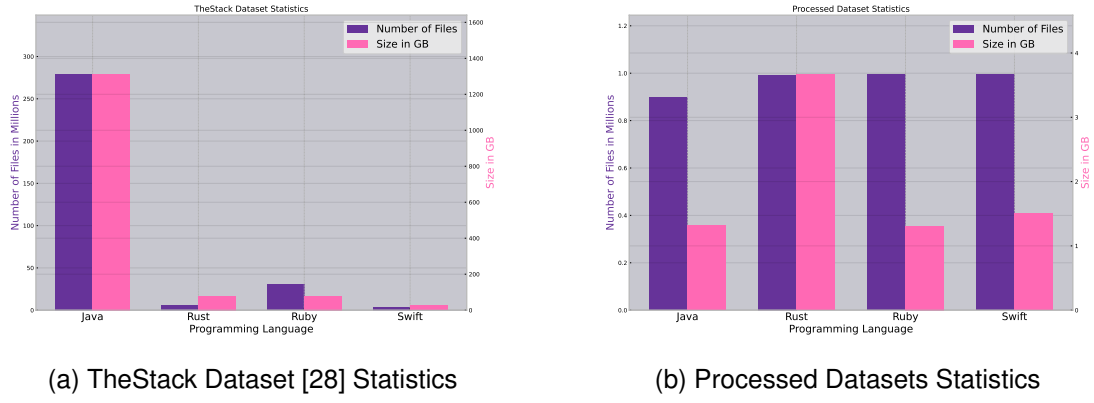 TheStack Dataset Statistics
Number of Files
Size in GB
Number of Files in Millions
300
250
200
150
100
50
0
1600
1400
1200
1000
800
600
400
200
0
Size in GB
Java Rust Ruby Swift
Programming Language
(a) TheStack Dataset [28] Statistics
Processed Dataset Statistics
Number of Files
Size in GB
Number of Files in Millions
1.2
1.0
0.8
0.6
0.4
0.2
0.0
4
3
2
1
0
Size in GB
Java Rust Ruby Swift
Programming Language
(b) Processed Datasets Statistics